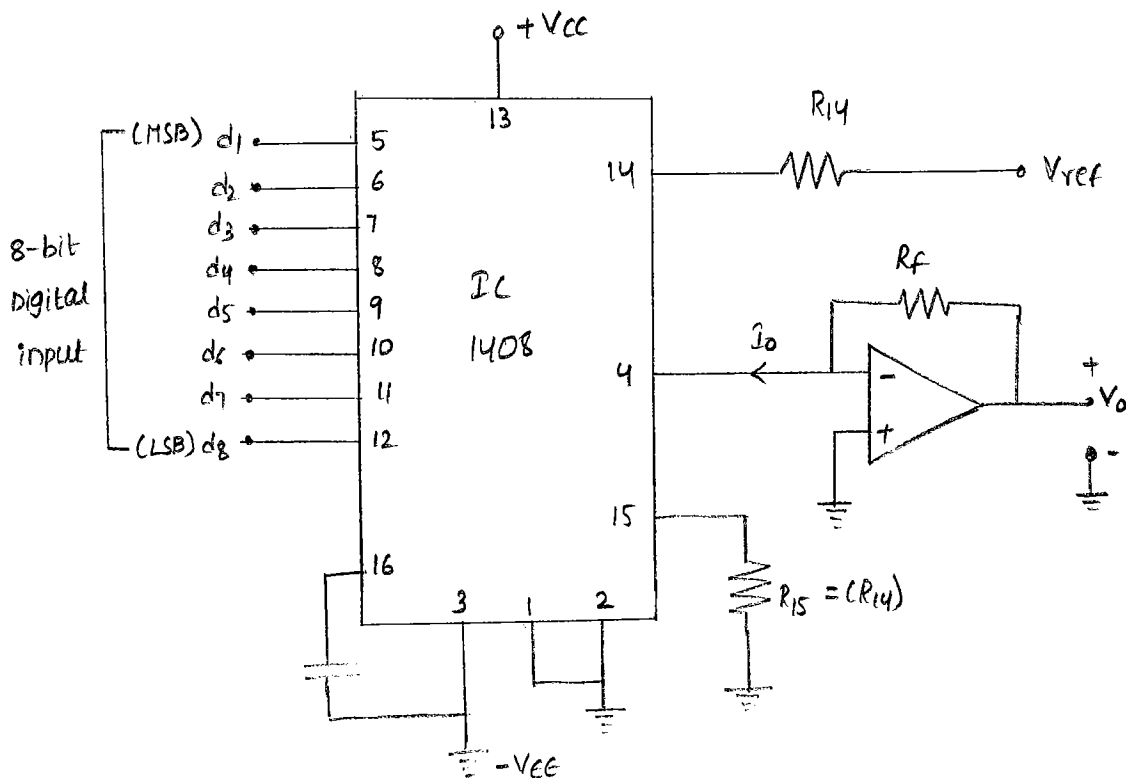 + VCC
13
(MSB) d1 5
d2 6
d3 7
d4 8
d5 9
d6 10
d7 11
(LSB) d8 12
8-bit
Digital
input
IC
1408
14
R14
Vref
Rf
4
I0
-
+
+
V0
-
15
R15 = (R14)
16
3
1
2
-VEE